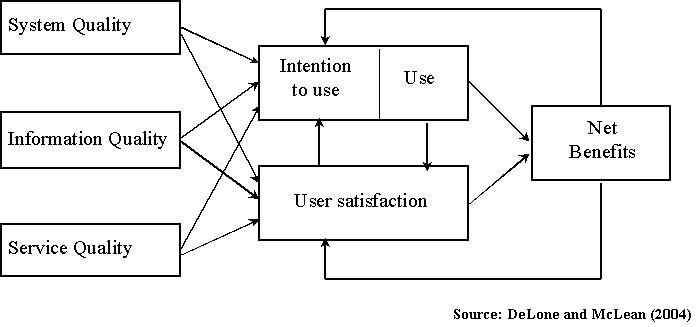 System Quality
Intention
to use
Use
Information Quality
Net
Benefits
User satisfaction
Service Quality
Source: DeLone and McLean (2004)